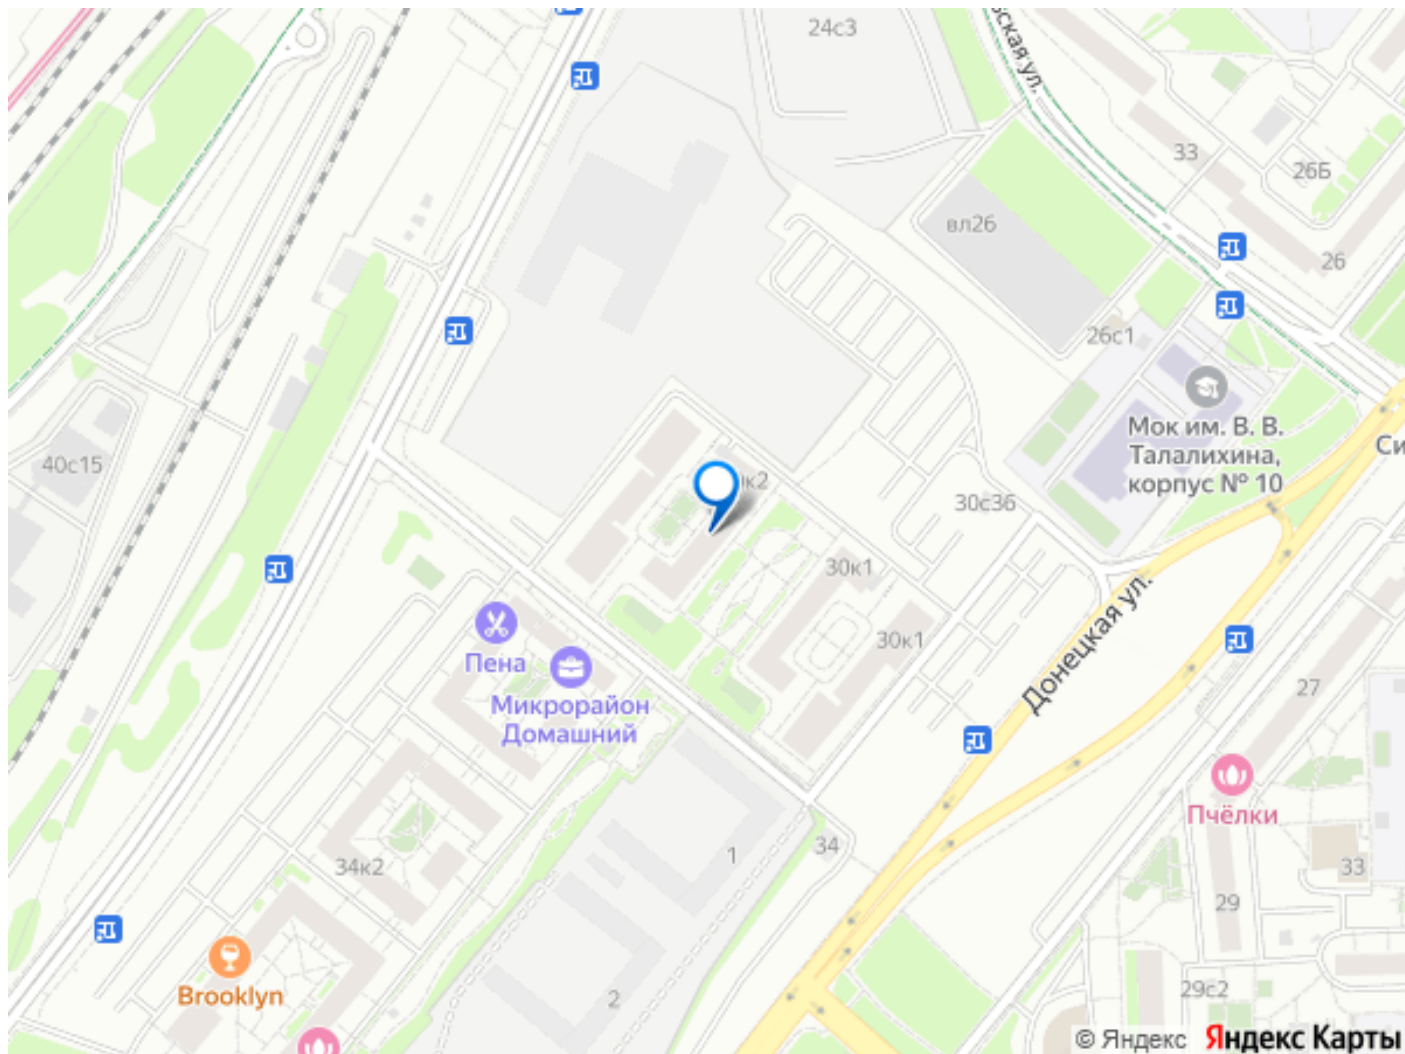 24с3
ская ул.
33
26Б
вл26
26
26с1
Мок им. В. В.
Талалихина,
корпус № 10
Си
40с15
к2
30с36
30к1
30к1
Донецкая ул.
Пена
Микрорайон
Домашний
27
Пчёлки
1
34
34к2
33
29
Brooklyn
2
29с2
© Яндекс Яндекс Карты